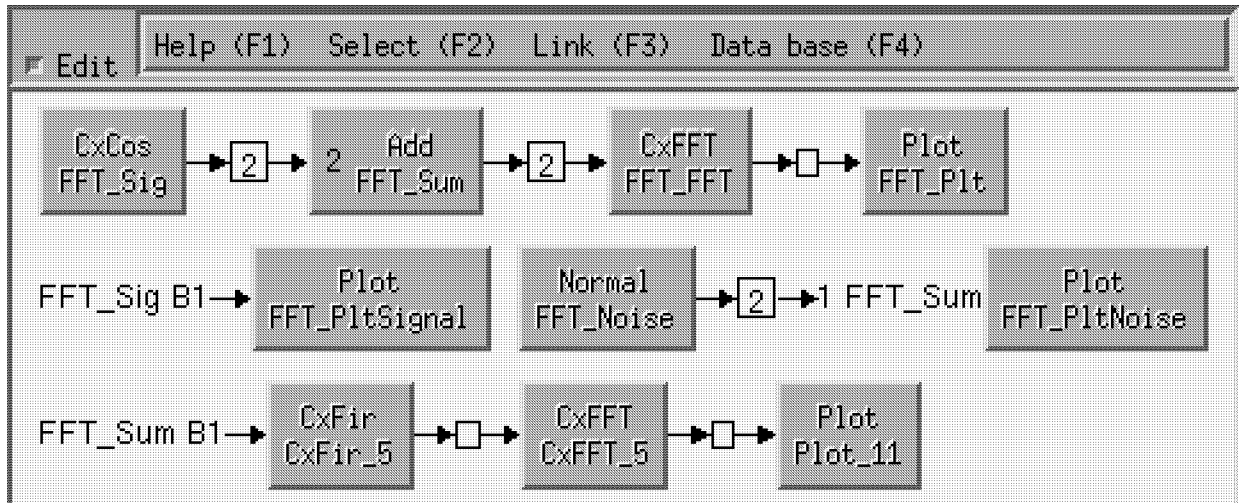 Edit Help (F1) Select (F2) Link (F3) Data base (F4)
CxCos 2 2 Add 2 CxFFT Plot
FFT_Sig FFT_Sum FFT_FFT FFT_Plt
FFT_Sig B1 Plot Normal 2 1 FFT_Sum Plot
FFT_PltSignal FFT_Noise FFT_PltNoise
FFT_Sum B1 CxFir CxFFT Plot
CxFir_5 CxFFT_5 Plot_11